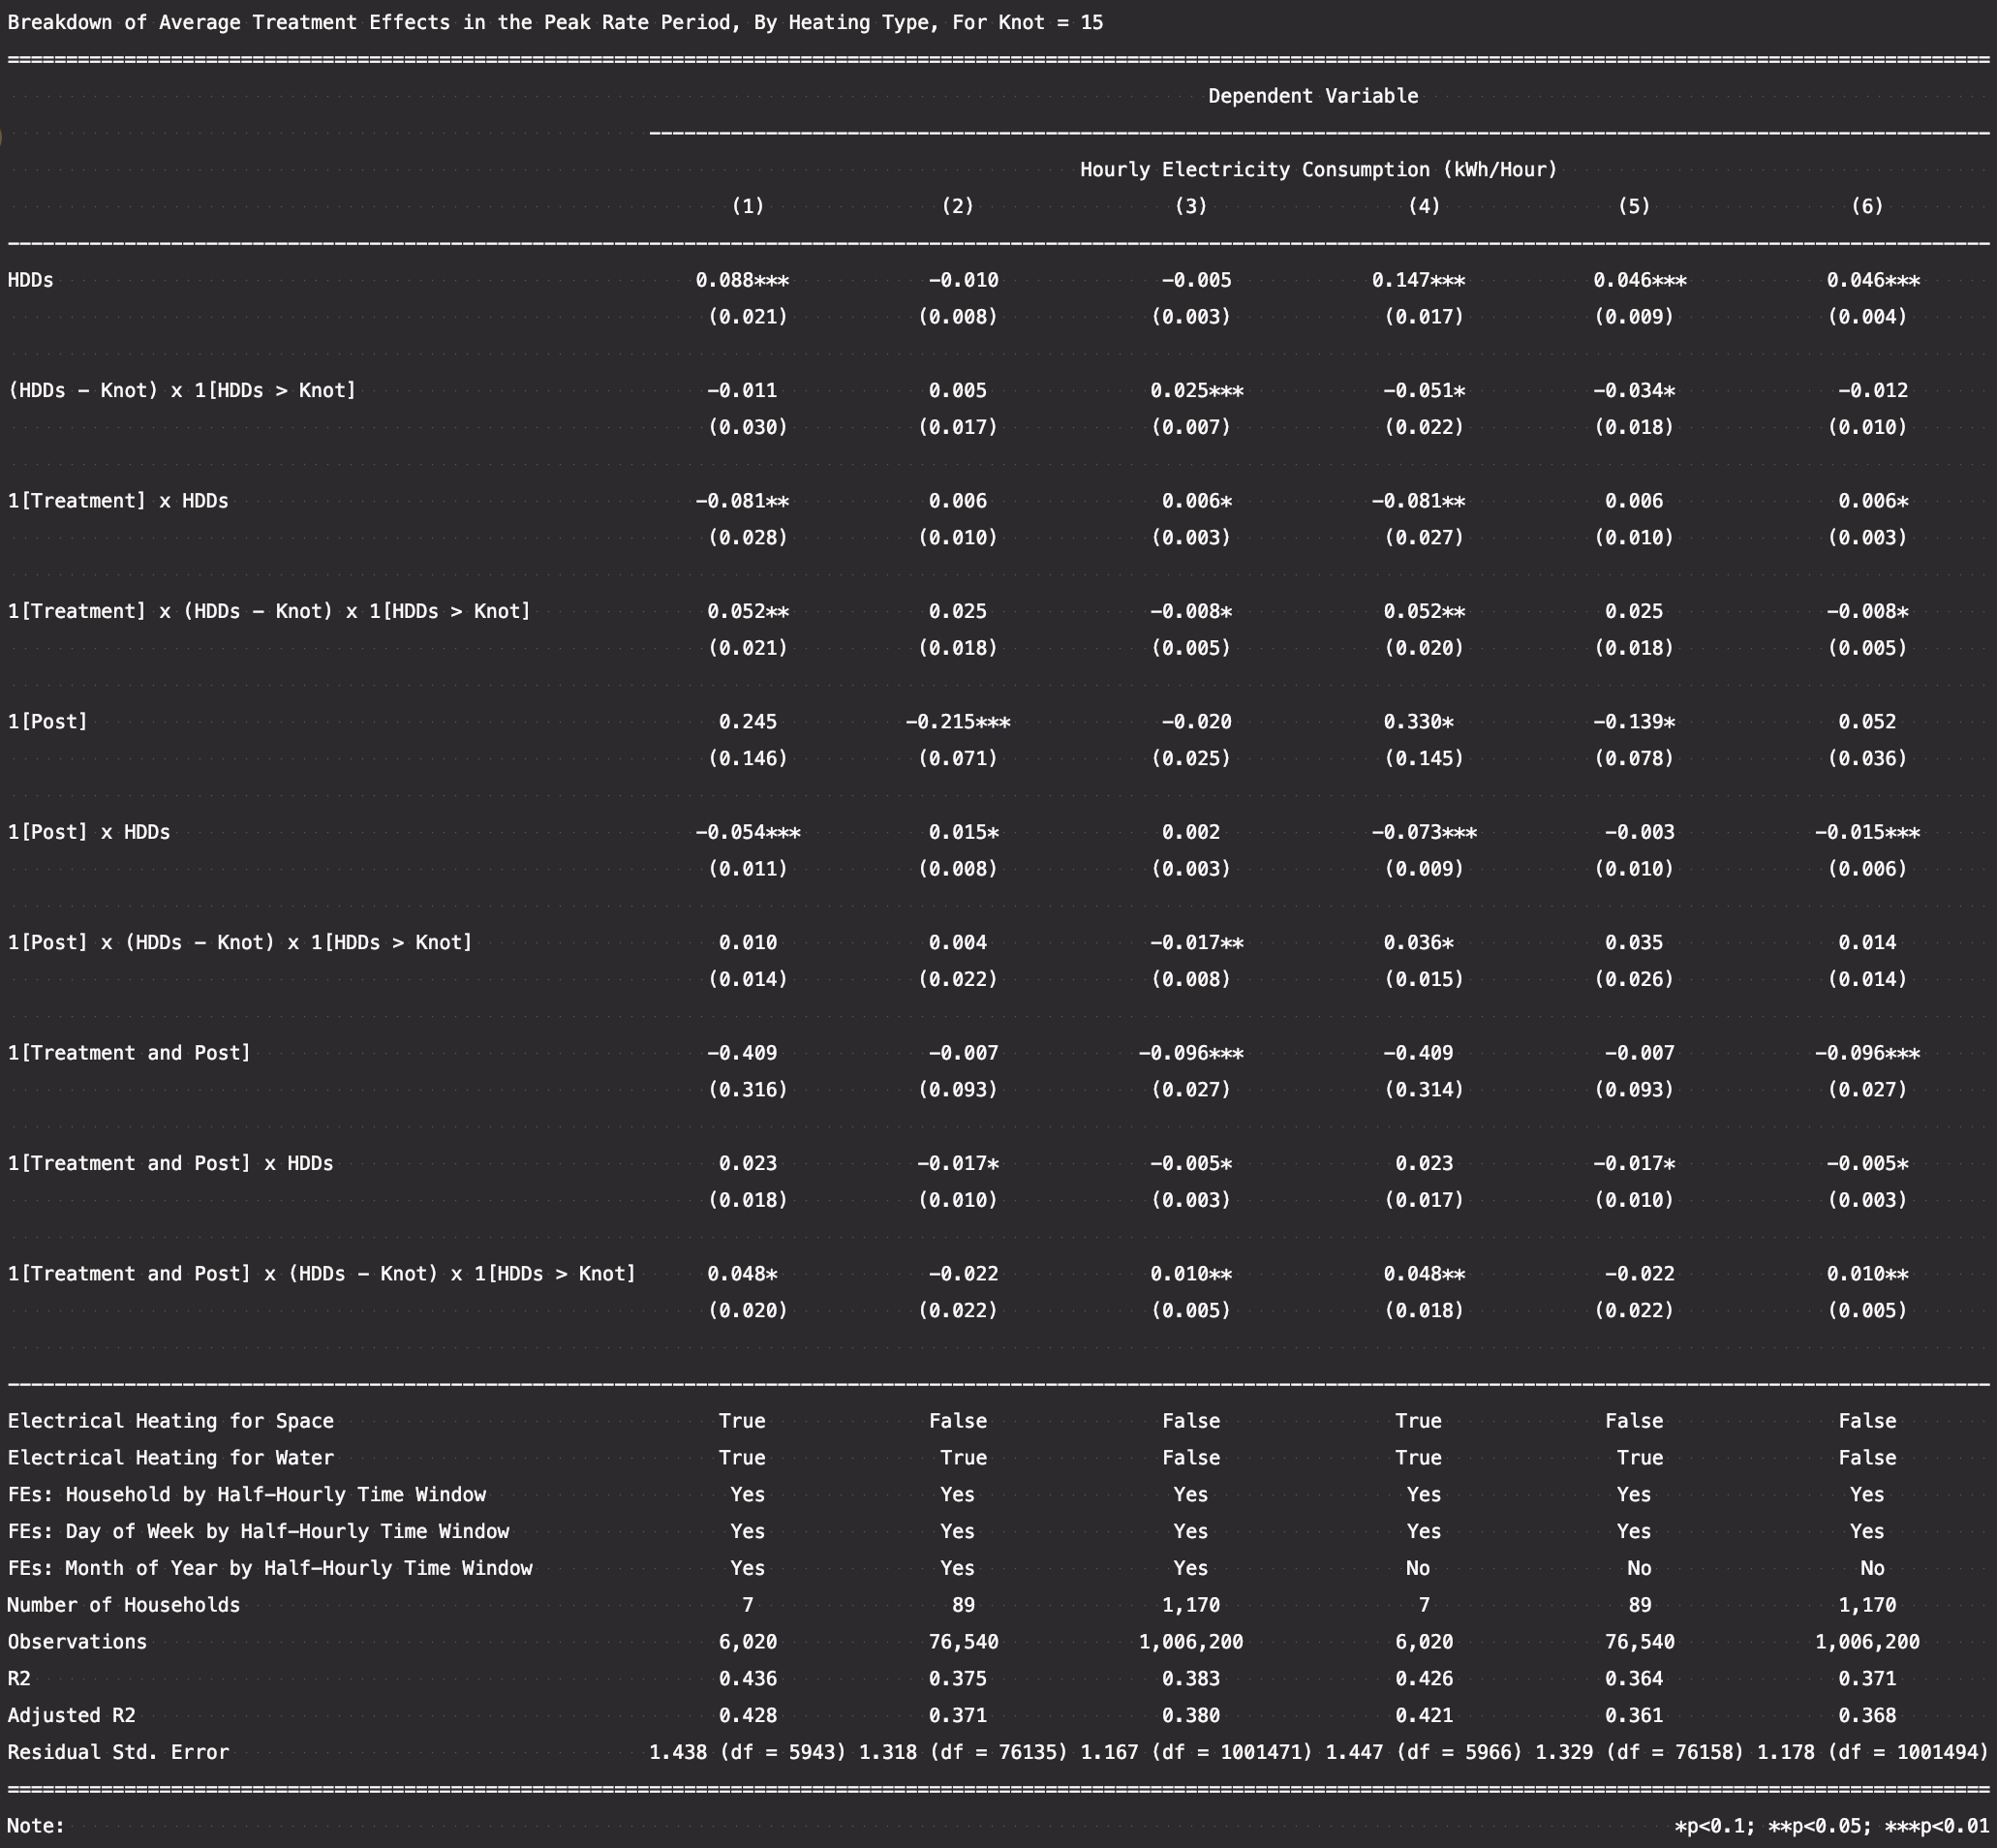 Breakdown of Average Treatment Effects in the Peak Rate Period, By Heating Type, For Knot = 15
Dependent Variable
Hourly Electricity Consumption (kWh/Hour)
(1) (2) (3) (4) (5) (6)
HDDs 0.088*** -0.010 -0.005 0.147*** 0.046*** 0.046***
(0.021) (0.008) (0.003) (0.017) (0.009) (0.004)
(HDDs - Knot) x 1[HDDs > Knot] -0.011 0.005 0.025*** -0.051* -0.034* -0.012
(0.030) (0.017) (0.007) (0.022) (0.018) (0.010)
1[Treatment] x HDDs -0.081** 0.006 0.006* -0.081** 0.006 0.006*
(0.028) (0.010) (0.003) (0.027) (0.010) (0.003)
1[Treatment] x (HDDs - Knot) x 1[HDDs > Knot] 0.052** 0.025 -0.008* 0.052** 0.025 -0.008*
(0.021) (0.018) (0.005) (0.020) (0.018) (0.005)
1[Post] 0.245 -0.215*** -0.020 0.330* -0.139* 0.052
(0.146) (0.071) (0.025) (0.145) (0.078) (0.036)
1[Post] x HDDs -0.054*** 0.015* 0.002 -0.073*** -0.003 -0.015***
(0.011) (0.008) (0.003) (0.009) (0.010) (0.006)
1[Post] x (HDDs - Knot) x 1[HDDs > Knot] 0.010 0.004 -0.017** 0.036* 0.035 0.014
(0.014) (0.022) (0.008) (0.015) (0.026) (0.014)
1[Treatment and Post] -0.409 -0.007 -0.096*** -0.409 -0.007 -0.096***
(0.316) (0.093) (0.027) (0.314) (0.093) (0.027)
1[Treatment and Post] x HDDs 0.023 -0.017* -0.005* 0.023 -0.017* -0.005*
(0.018) (0.010) (0.003) (0.017) (0.010) (0.003)
1[Treatment and Post] x (HDDs - Knot) x 1[HDDs > Knot] 0.048* -0.022 0.010** 0.048** -0.022 0.010**
(0.020) (0.022) (0.005) (0.018) (0.022) (0.005)
Electrical Heating for Space True False False True False False
Electrical Heating for Water True True False True True False
FEs: Household by Half-Hourly Time Window Yes Yes Yes Yes Yes Yes
FEs: Day of Week by Half-Hourly Time Window Yes Yes Yes Yes Yes Yes
FEs: Month of Year by Half-Hourly Time Window Yes Yes Yes No No No
Number of Households 7 89 1,170 7 89 1,170
Observations 6,020 76,540 1,006,200 6,020 76,540 1,006,200
R2 0.436 0.375 0.383 0.426 0.364 0.371
Adjusted R2 0.428 0.371 0.380 0.421 0.361 0.368
Residual Std. Error 1.438 (df = 5943) 1.318 (df = 76135) 1.167 (df = 1001471) 1.447 (df = 5966) 1.329 (df = 76158) 1.178 (df = 1001494)
Note: *p<0.1; **p<0.05; ***p<0.01